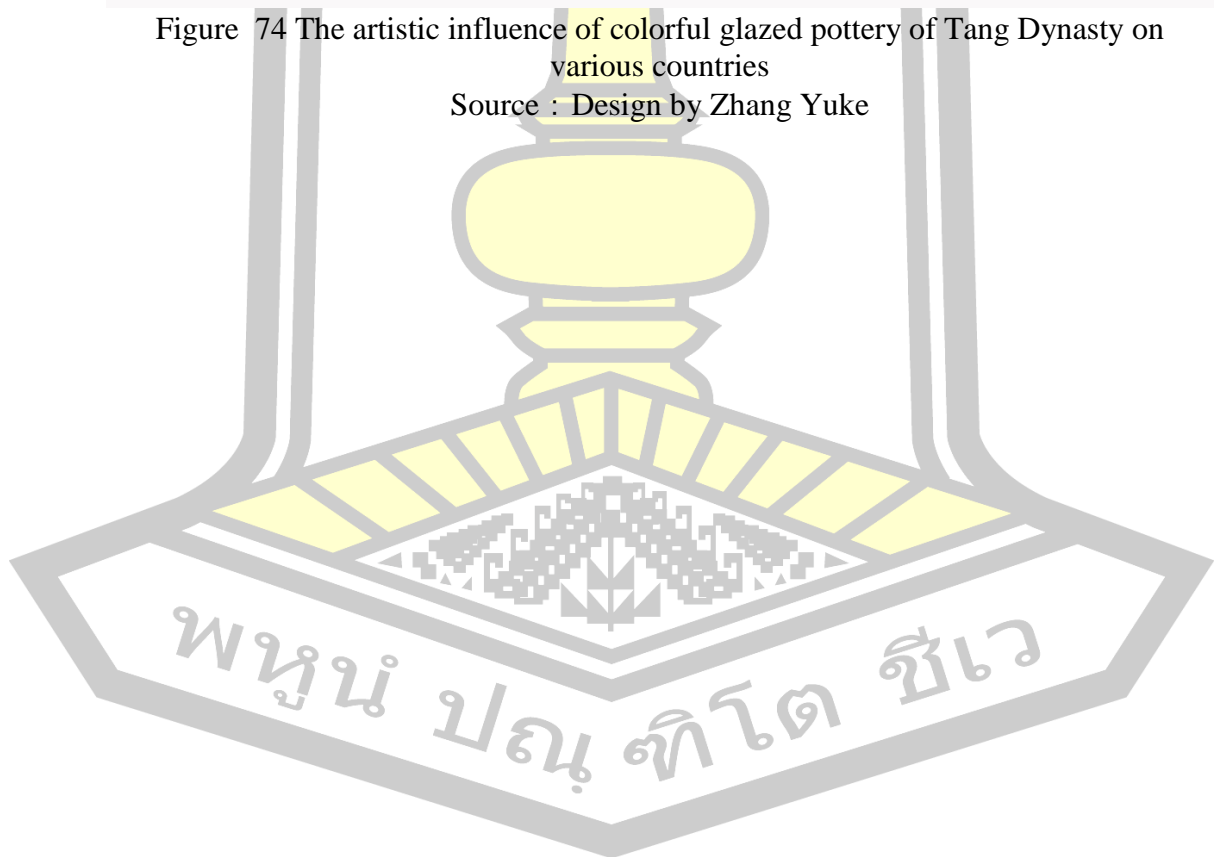 Figure 74 The artistic influence of colorful glazed pottery of Tang Dynasty on
various countries
Source : Design by Zhang Yuke
พหูนํ ปณฺฑิโต ชีเว